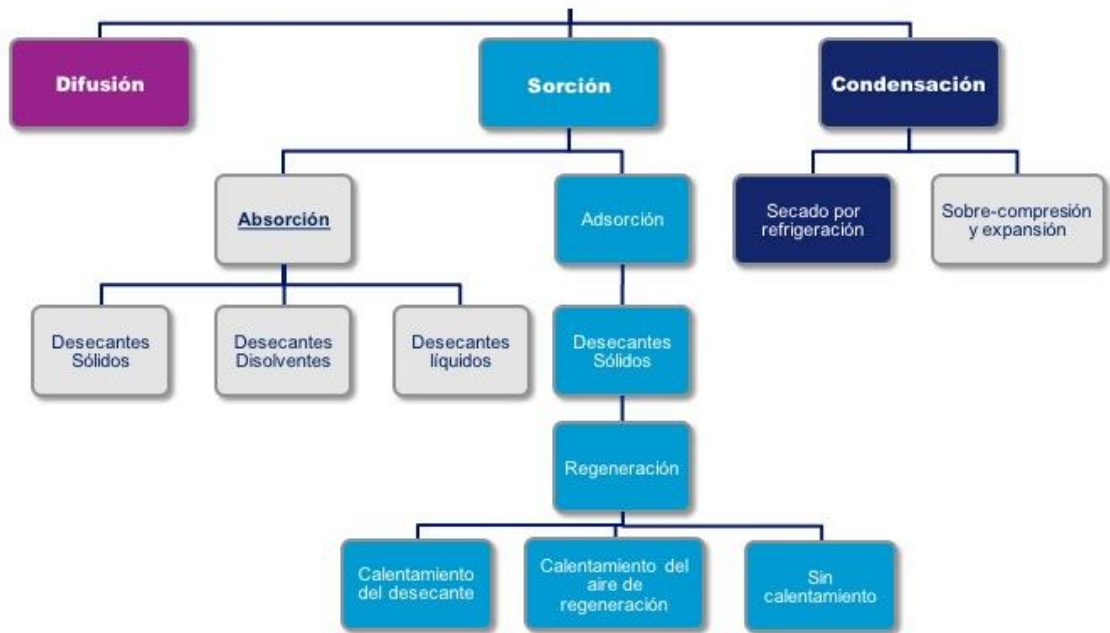 Difusión
Sorción
Condensación
Absorción
Adsorción
Secado por
refrigeración
Sobre-compresión
y expansión
Desecantes
Sólidos
Desecantes
Disolventes
Desecantes
líquidos
Desecantes
Sólidos
Regeneración
Calentamiento
del desecante
Calentamiento del
aire de
regeneración
Sin
calentamiento